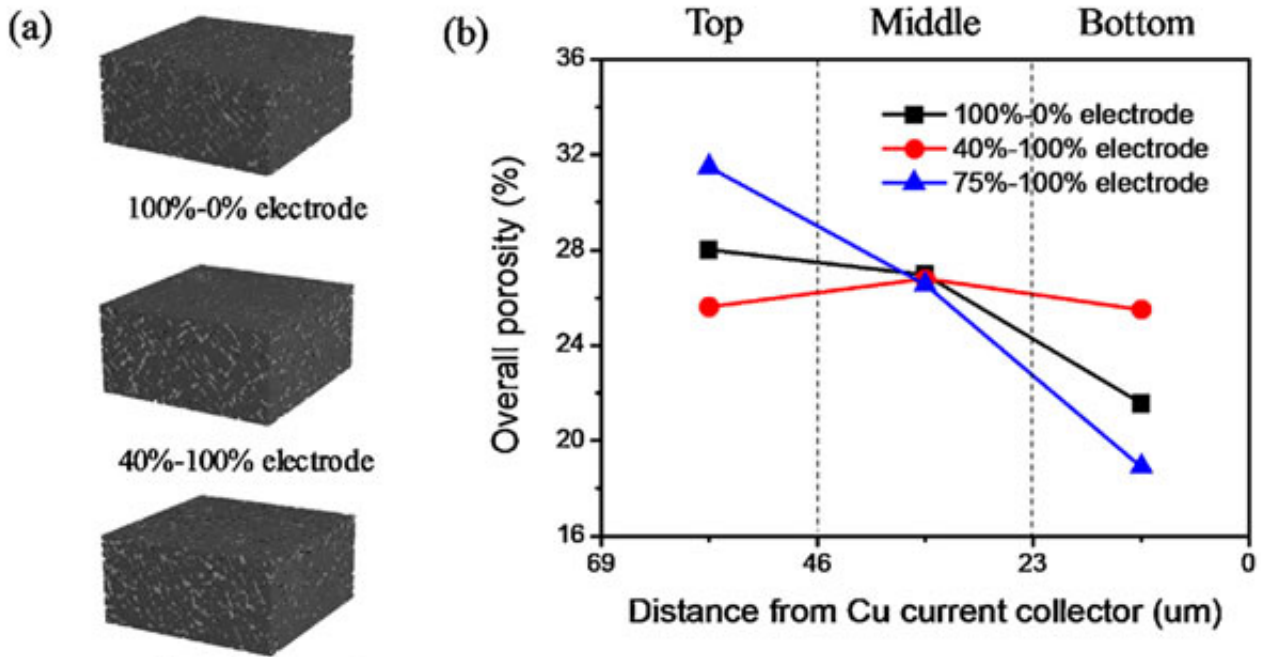 (a)
100%-0% electrode
40%-100% electrode
(b)
Top Middle Bottom
36
32
28
24
20
16
Overall porosity (%)
100%-0% electrode
40%-100% electrode
75%-100% electrode
69 46 23 0
Distance from Cu current collector (um)